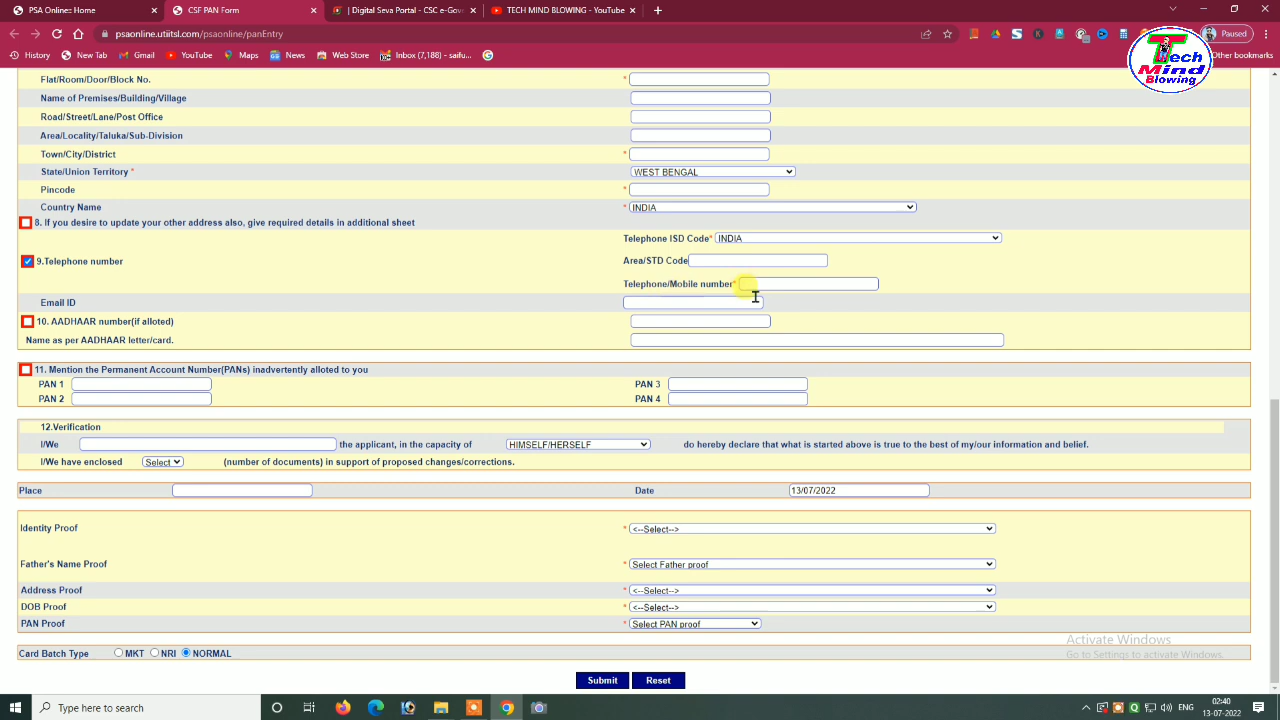 PSA Online: Home
CSF PAN Form
| Digital Seva Portal - CSC e-Gove
TECH MIND BLOWING - YouTube
psaonline.utiitsl.com/psaonline/panEntry
Paused
History
New Tab
Gmail
YouTube
Maps
News
Web Store
Inbox (7,188) - saifu...
Other bookmarks
Tech
Mind
Blowing
Flat/Room/Door/Block No. *
Name of Premises/Building/Village
Road/Street/Lane/Post Office
Area/Locality/Taluka/Sub-Division
Town/City/District *
State/Union Territory * WEST BENGAL
Pincode *
Country Name * INDIA
8. If you desire to update your other address also, give required details in additional sheet
Telephone ISD Code* INDIA
9.Telephone number
Area/STD Code
Telephone/Mobile number*
Email ID
10. AADHAAR number(if alloted)
Name as per AADHAAR letter/card.
11. Mention the Permanent Account Number(PANs) inadvertently alloted to you
PAN 1 PAN 3
PAN 2 PAN 4
12.Verification
I/We the applicant, in the capacity of HIMSELF/HERSELF do hereby declare that what is started above is true to the best of my/our information and belief.
I/We have enclosed Select (number of documents) in support of proposed changes/corrections.
Place Date 13/07/2022
Identity Proof * <--Select-->
Father's Name Proof * Select Father proof
Address Proof * <--Select-->
DOB Proof * <--Select-->
PAN Proof * Select PAN proof
Activate Windows
Go to Settings to activate Windows.
Card Batch Type MKT NRI NORMAL
Submit Reset
Type here to search
02:40
13-07-2022